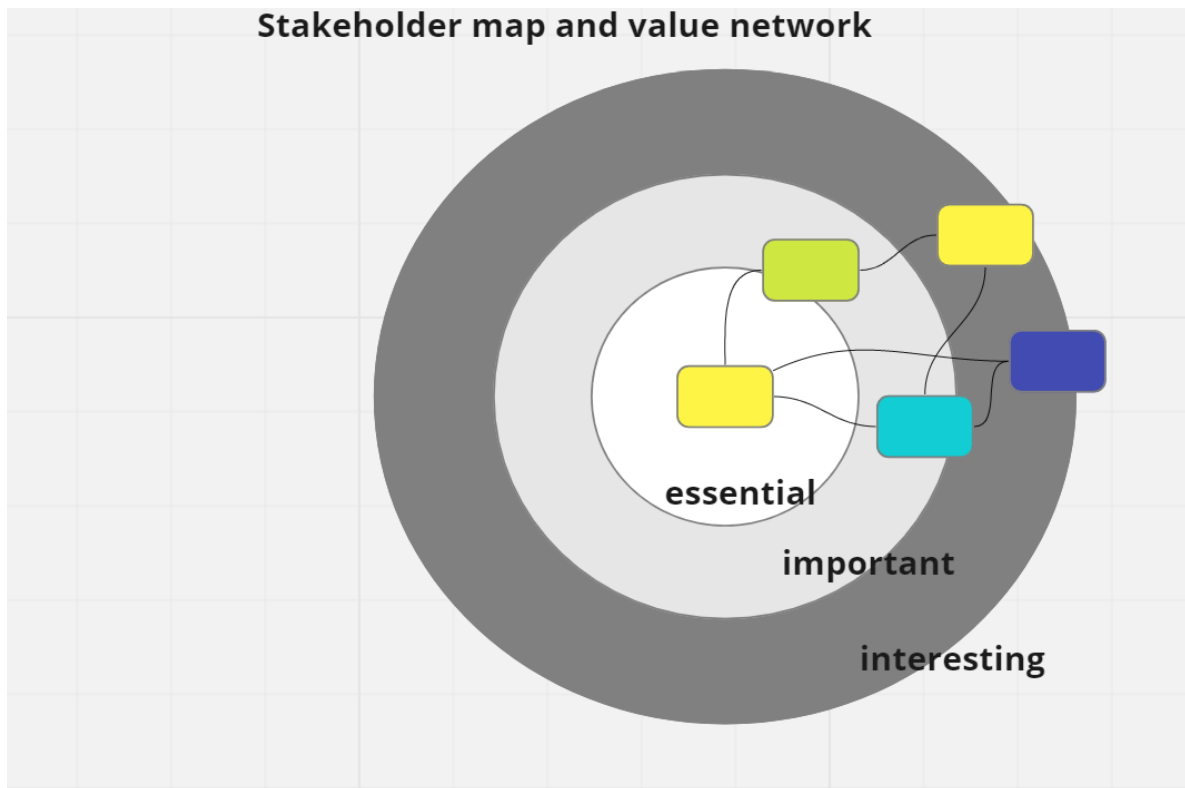 Stakeholder map and value network
essential
important
interesting